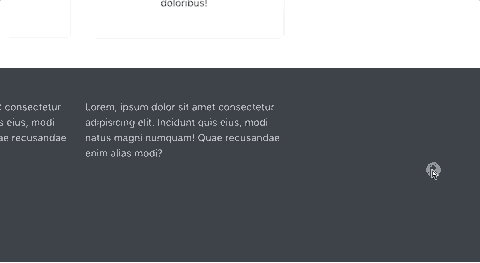 doloribus!
t consectetur
s eius, modi
ae recusandae
Lorem, ipsum dolor sit amet consectetur
adipisicing elit. Incidunt quis eius, modi
natus magni numquam! Quae recusandae
enim alias modi?